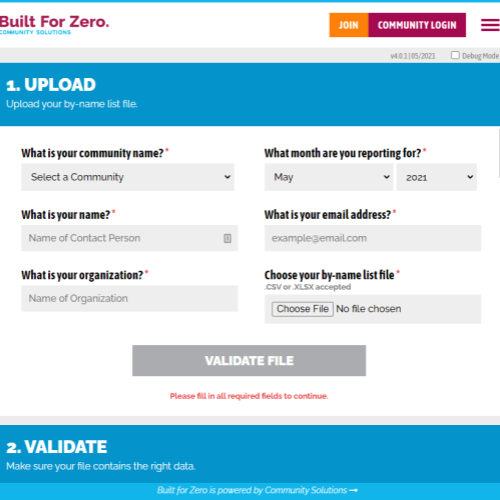 Built For Zero.
COMMUNITY SOLUTIONS
JOIN
COMMUNITY LOGIN
v4.0.1 | 05/2021
Debug Mode
1. UPLOAD
Upload your by-name list file.
What is your community name? *
What month are you reporting for? *
Select a Community
May
2021
What is your name? *
What is your email address? *
Name of Contact Person
example@email.com
What is your organization? *
Choose your by-name list file *
.CSV or .XLSX accepted
Name of Organization
Choose File No file chosen
VALIDATE FILE
Please fill in all required fields to continue.
2. VALIDATE
Make sure your file contains the right data.
Built for Zero is powered by Community Solutions →